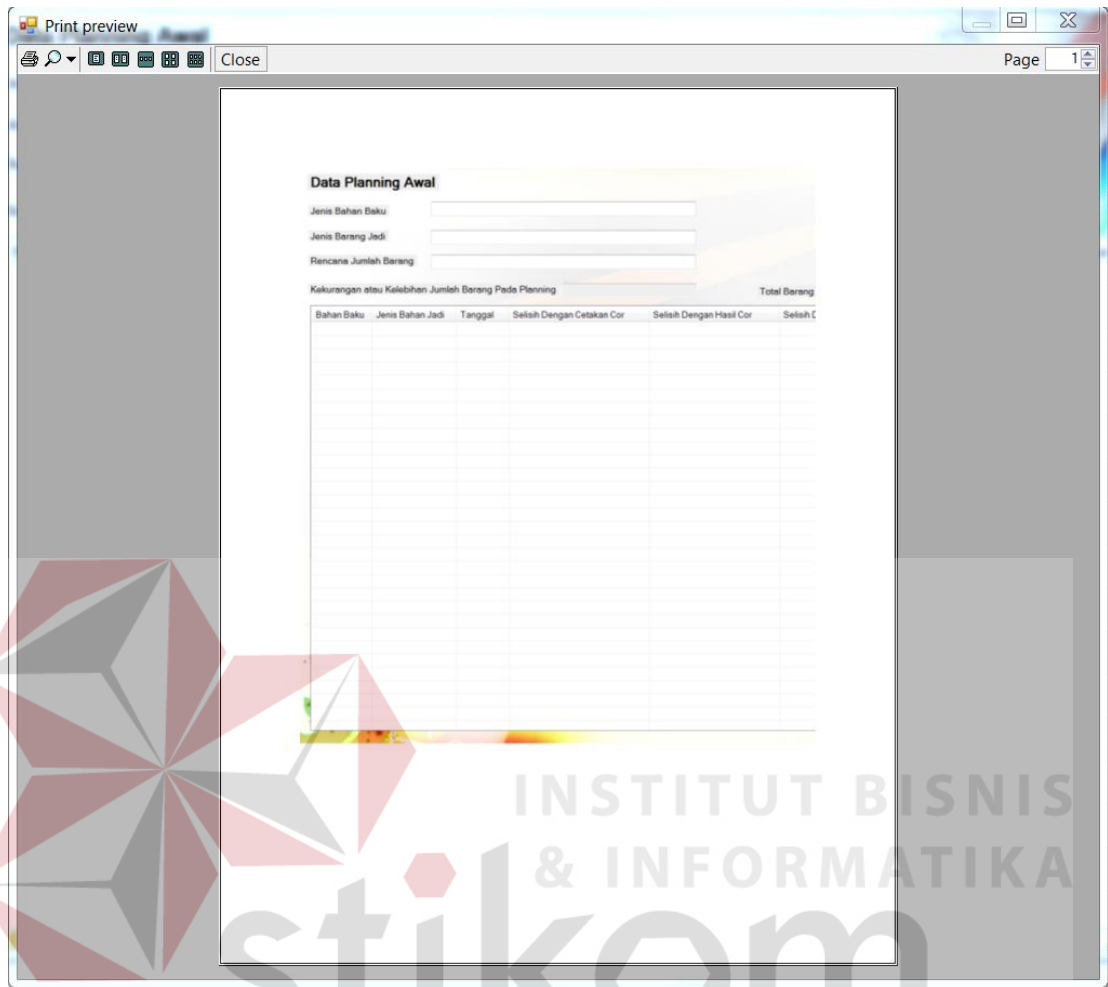 Print preview
Close
Page 1
Data Planning Awal
Jenis Bahan Baku
Jenis Barang Jadi
Rencana Jumlah Barang
Kekurangan atau Kelebihan Jumlah Barang Pada Planning Total Barang
Bahan Baku Jenis Bahan Jadi Tanggal Selisih Dengan Cetakan Cor Selisih Dengan Hasil Cor Selisih D
INSTITUT BISNIS
& INFORMATIKA
stikom